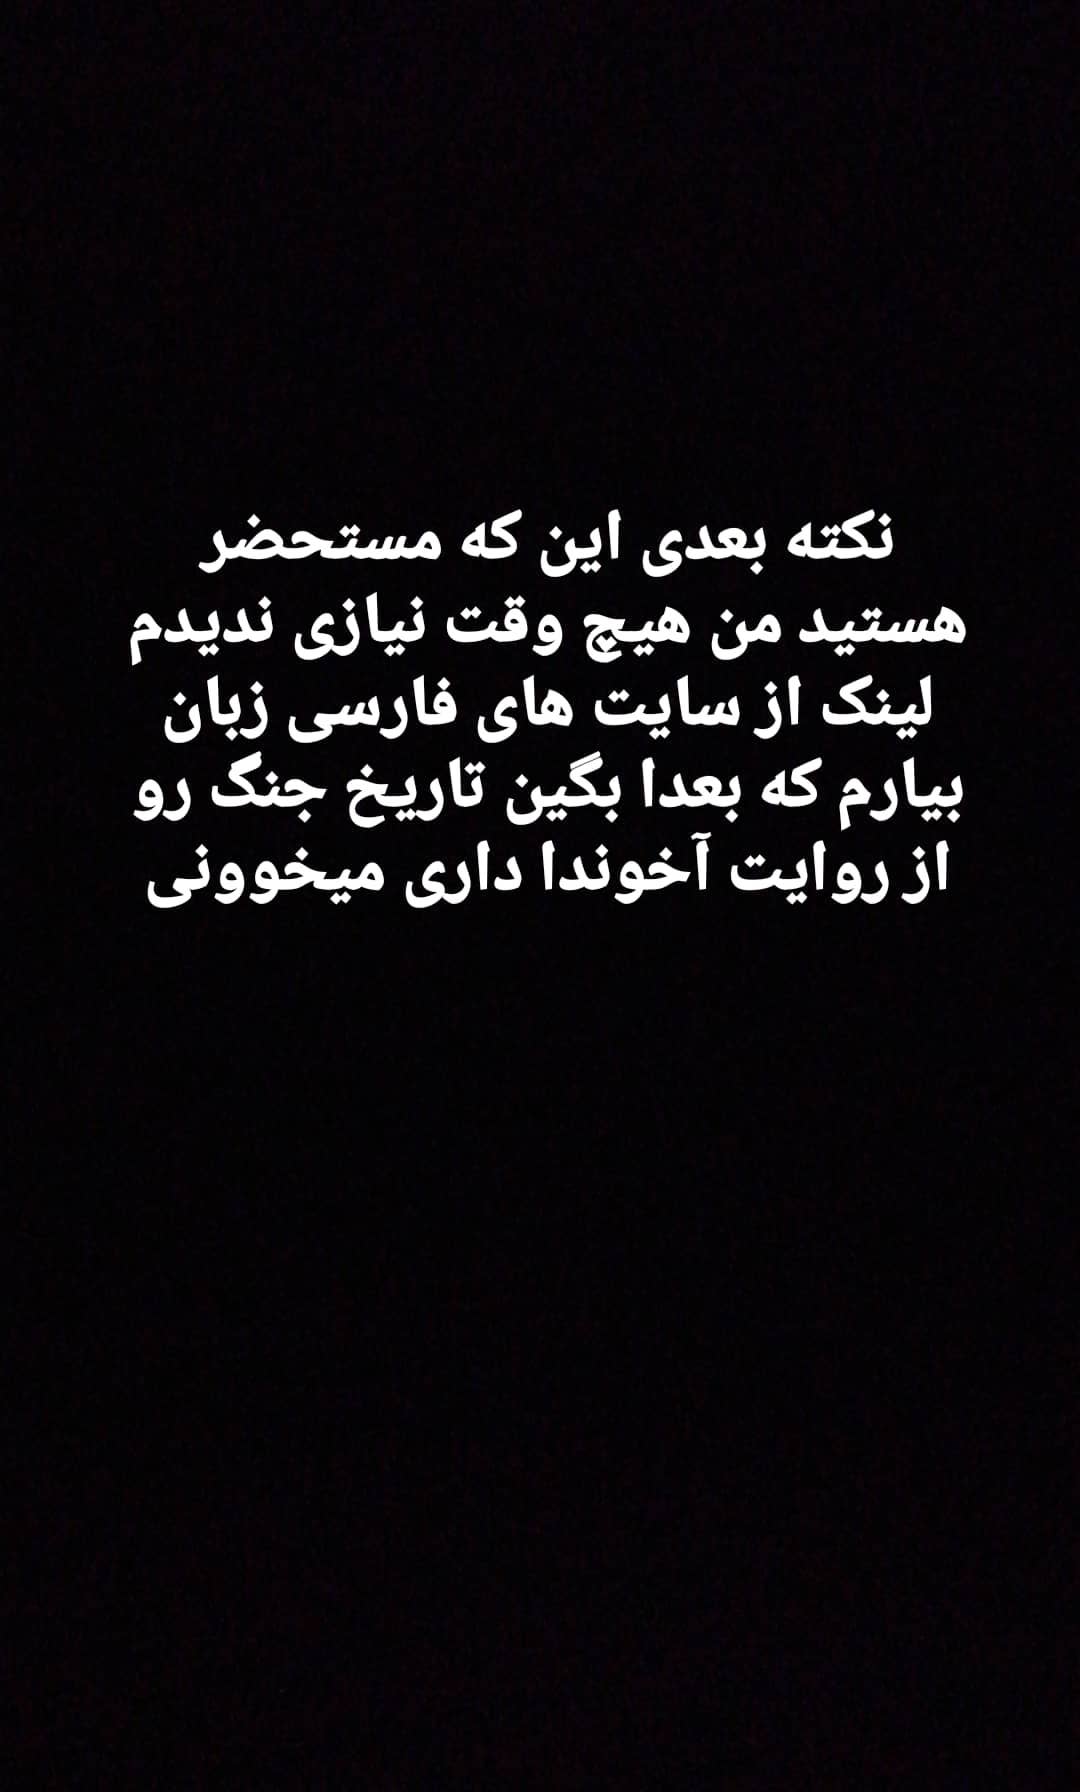 نکته بعدی این که مستحضر
هستید من هیچ وقت نیازی ندیدم
لینک از سایت های فارسی زبان
بیارم که بعدا بگین تاریخ جنگ رو
از روایت آخوندا داری میخوونی